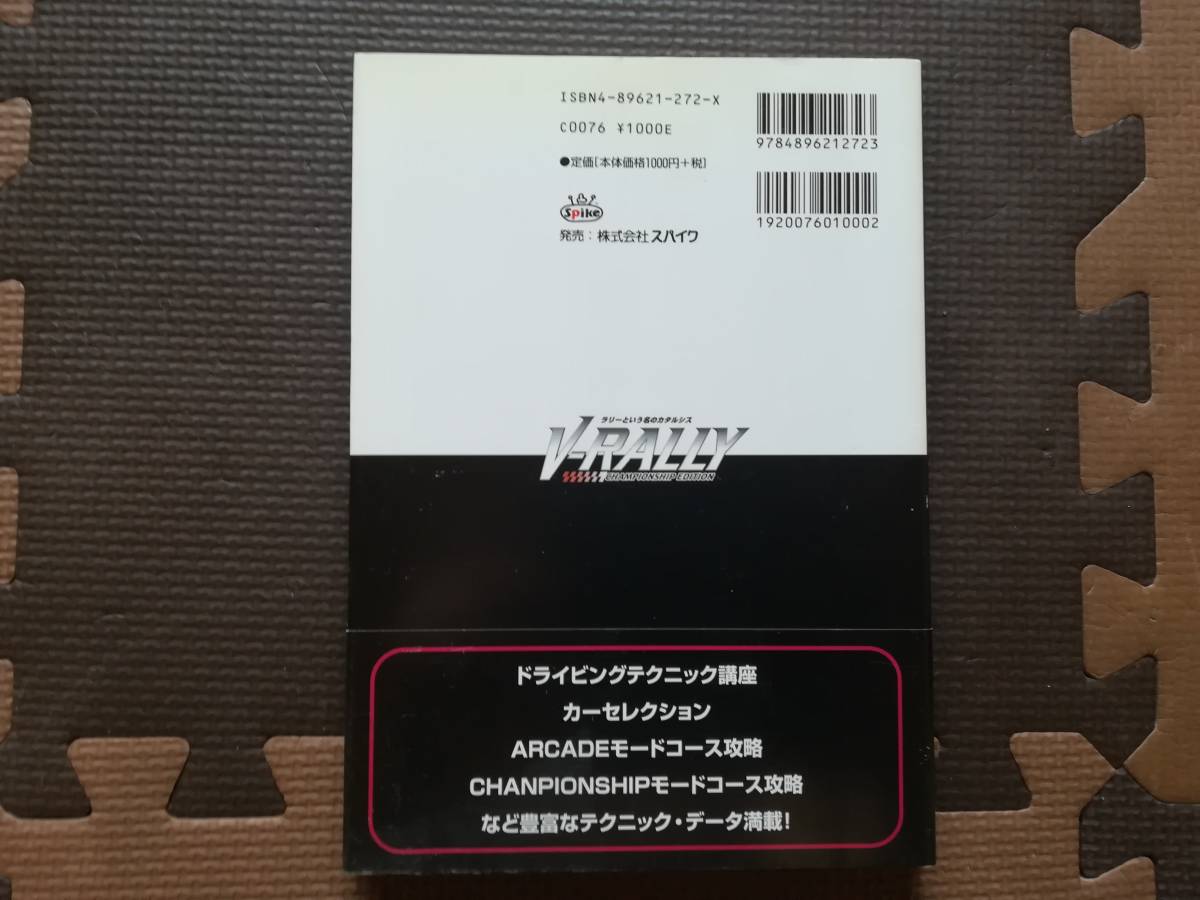 ISBN4-89621-272-X
C0076 ¥1000E
●定価[本体価格1000円+税]
9784896212723
1920076010002
Spike
発売:株式会社スパイク
ラリーという名のカタルシス
V-RALLY
CHAMPIONSHIP EDITION
ドライビングテクニック講座
カーセレクション
ARCADEモードコース攻略
CHANPIONSHIPモードコース攻略
など豊富なテクニック・データ満載!